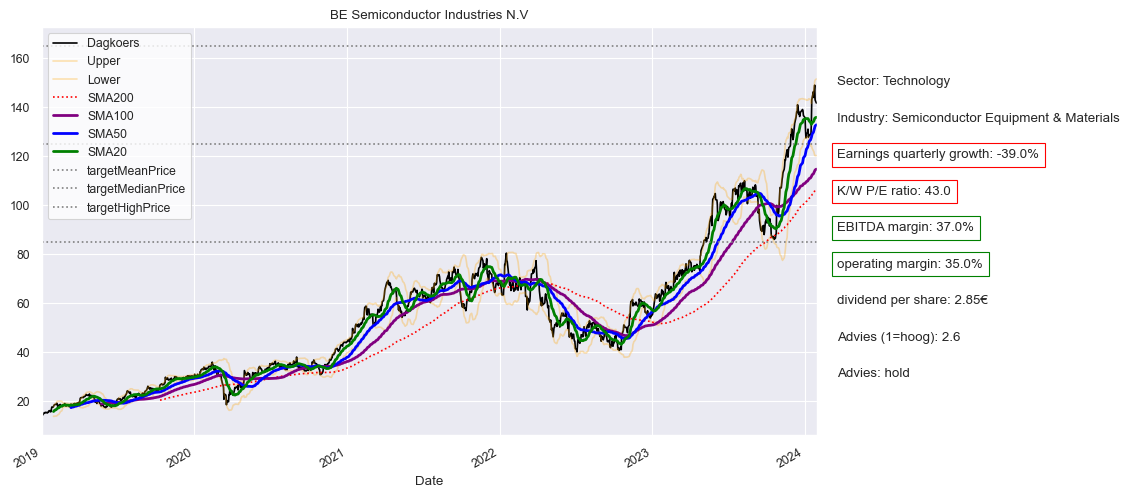 BE Semiconductor Industries N.V
160
140
120
100
80
60
40
20
Dagkoers
Upper
Lower
SMA200
SMA100
SMA50
SMA20
targetMeanPrice
targetMedianPrice
targetHighPrice
2019
2020
2021
2022
2023
2024
Date
Sector: Technology
Industry: Semiconductor Equipment & Materials
Earnings quarterly growth: -39.0%
K/W P/E ratio: 43.0
EBITDA margin: 37.0%
operating margin: 35.0%
dividend per share: 2.85€
Advies (1=hoog): 2.6
Advies: hold